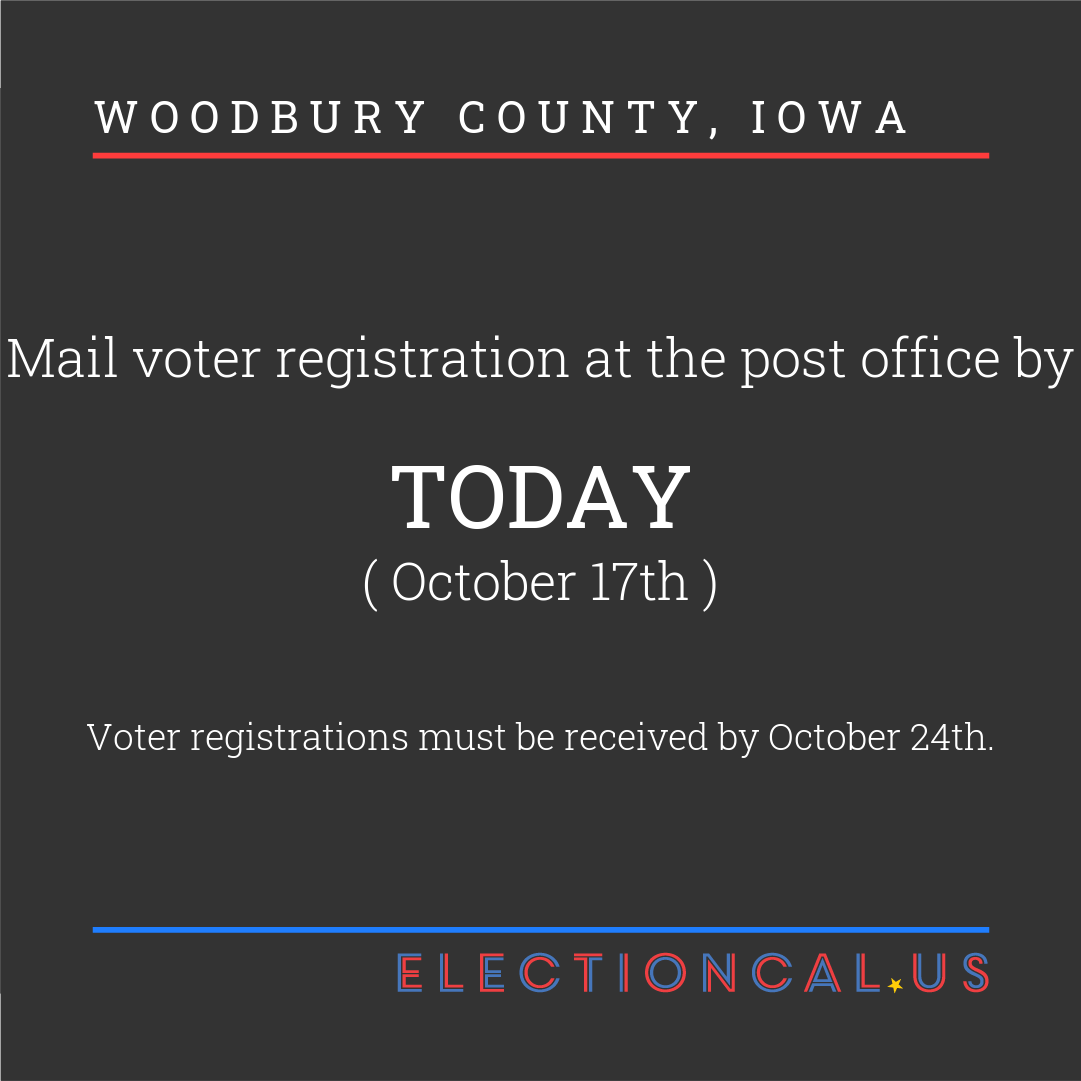 WOODBURY COUNTY, IOWA
Mail voter registration at the post office by
TODAY
( October 17th )
Voter registrations must be received by October 24th.
ELECTIONCAL.US